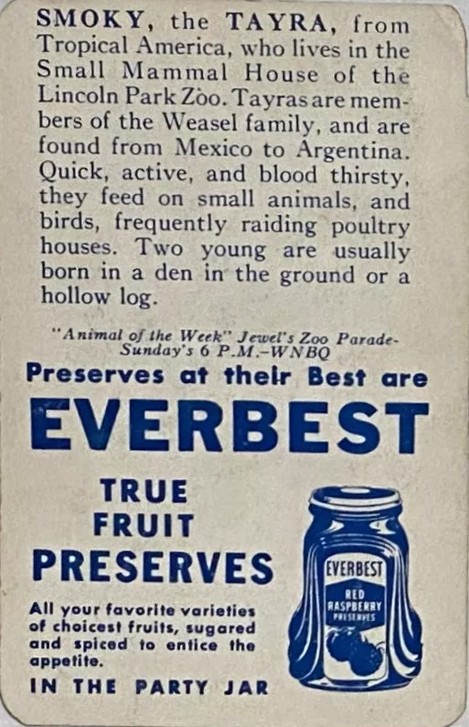 SMOKY, the TAYRA, from
Tropical America, who lives in the
Small Mammal House of the
Lincoln Park Zoo. Tayras are mem-
bers of the Weasel family, and are
found from Mexico to Argentina.
Quick, active, and blood thirsty,
they feed on small animals, and
birds, frequently raiding poultry
houses. Two young are usually
born in a den in the ground or a
hollow log.
"Animal of the Week" Jewel's Zoo Parade-
Sunday's 6 P.M.-WNBQ
Preserves at their Best are
EVERBEST
TRUE
FRUIT
PRESERVES
All your favorite varieties
of choicest fruits, sugared
and spiced to entice the
appetite.
IN THE PARTY JAR
EVERBEST
RED
RASPBERRY
PRESERVES